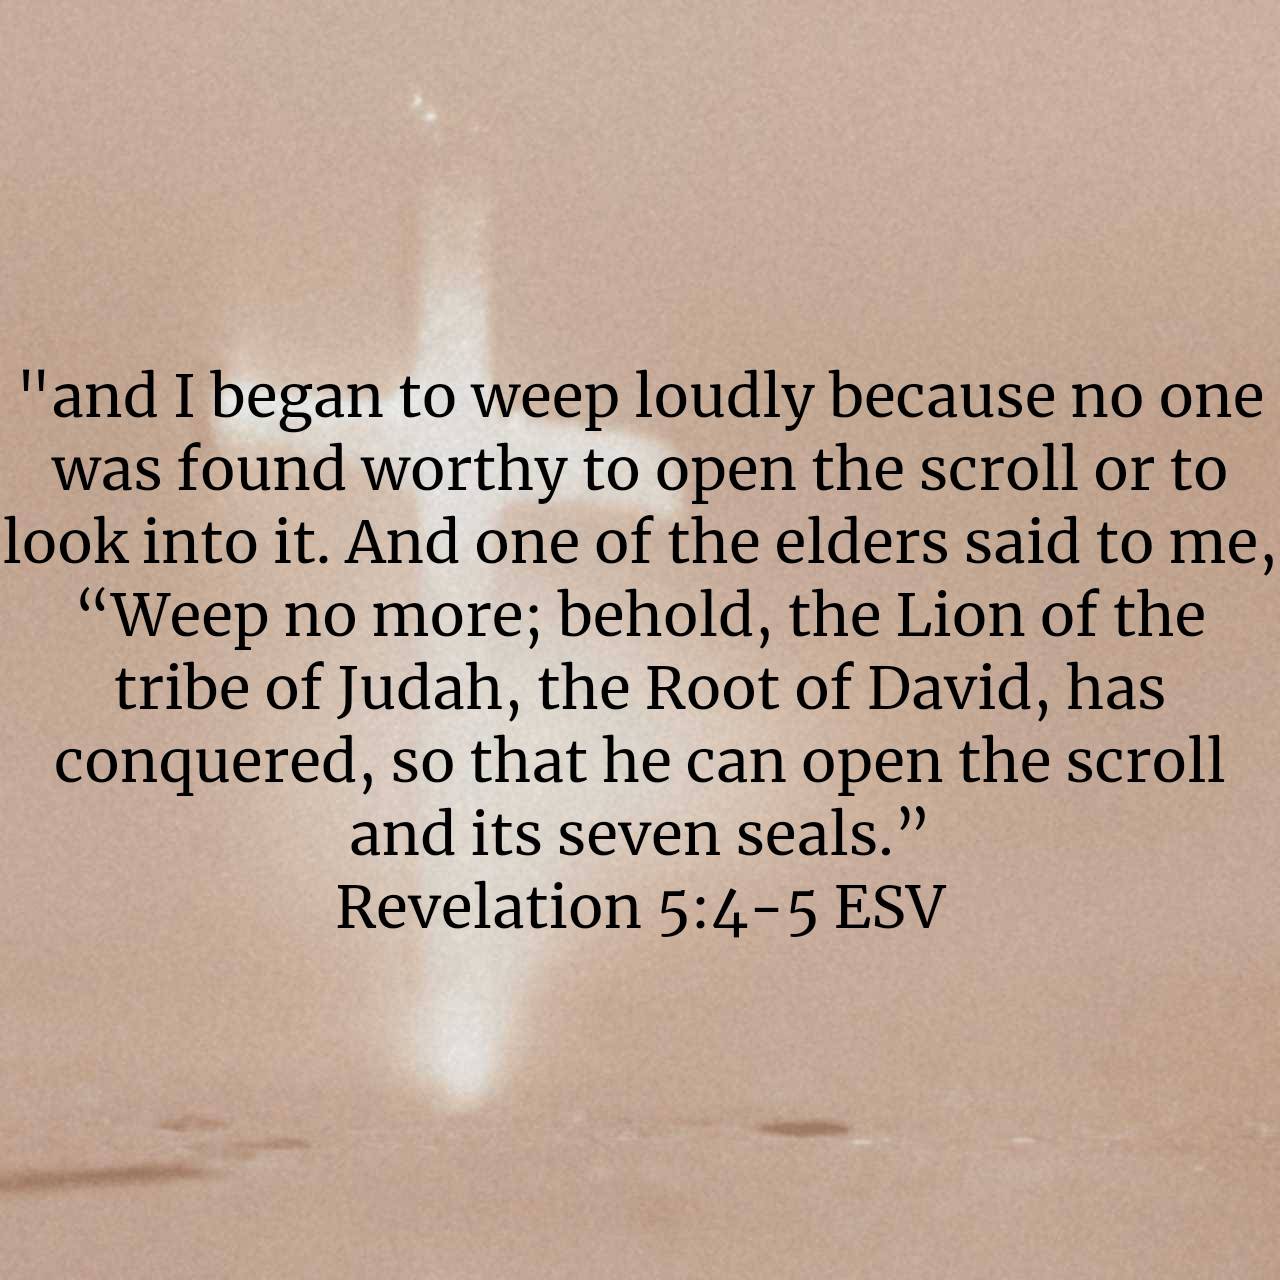 "and I began to weep loudly because no one
was found worthy to open the scroll or to
look into it. And one of the elders said to me,
“Weep no more; behold, the Lion of the
tribe of Judah, the Root of David, has
conquered, so that he can open the scroll
and its seven seals.”
Revelation 5:4-5 ESV